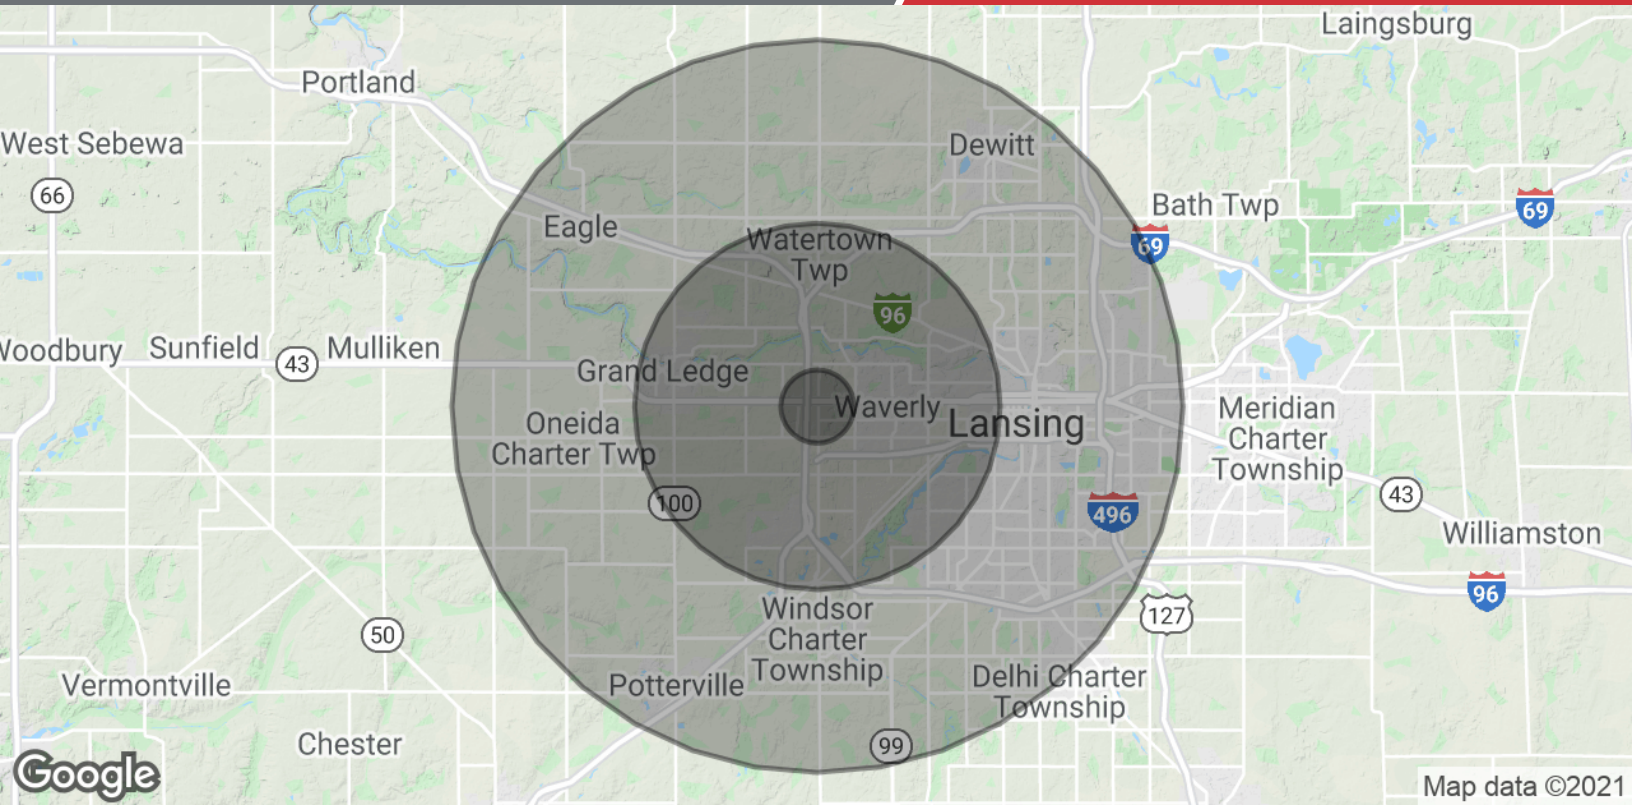 Laingsburg
Portland
West Sebewa
Dewitt
66
Bath Twp
69
Eagle
69
Watertown
Twp
96
Woodbury
Sunfield
43
Mulliken
Grand Ledge
Waverly
Lansing
Oneida
Charter Twp
Meridian
Charter
Township
100
496
43
Williamston
96
Windsor
Charter
Township
127
50
Vermontville
Potterville
Delhi Charter
Township
Chester
99
Google
Map data ©2021